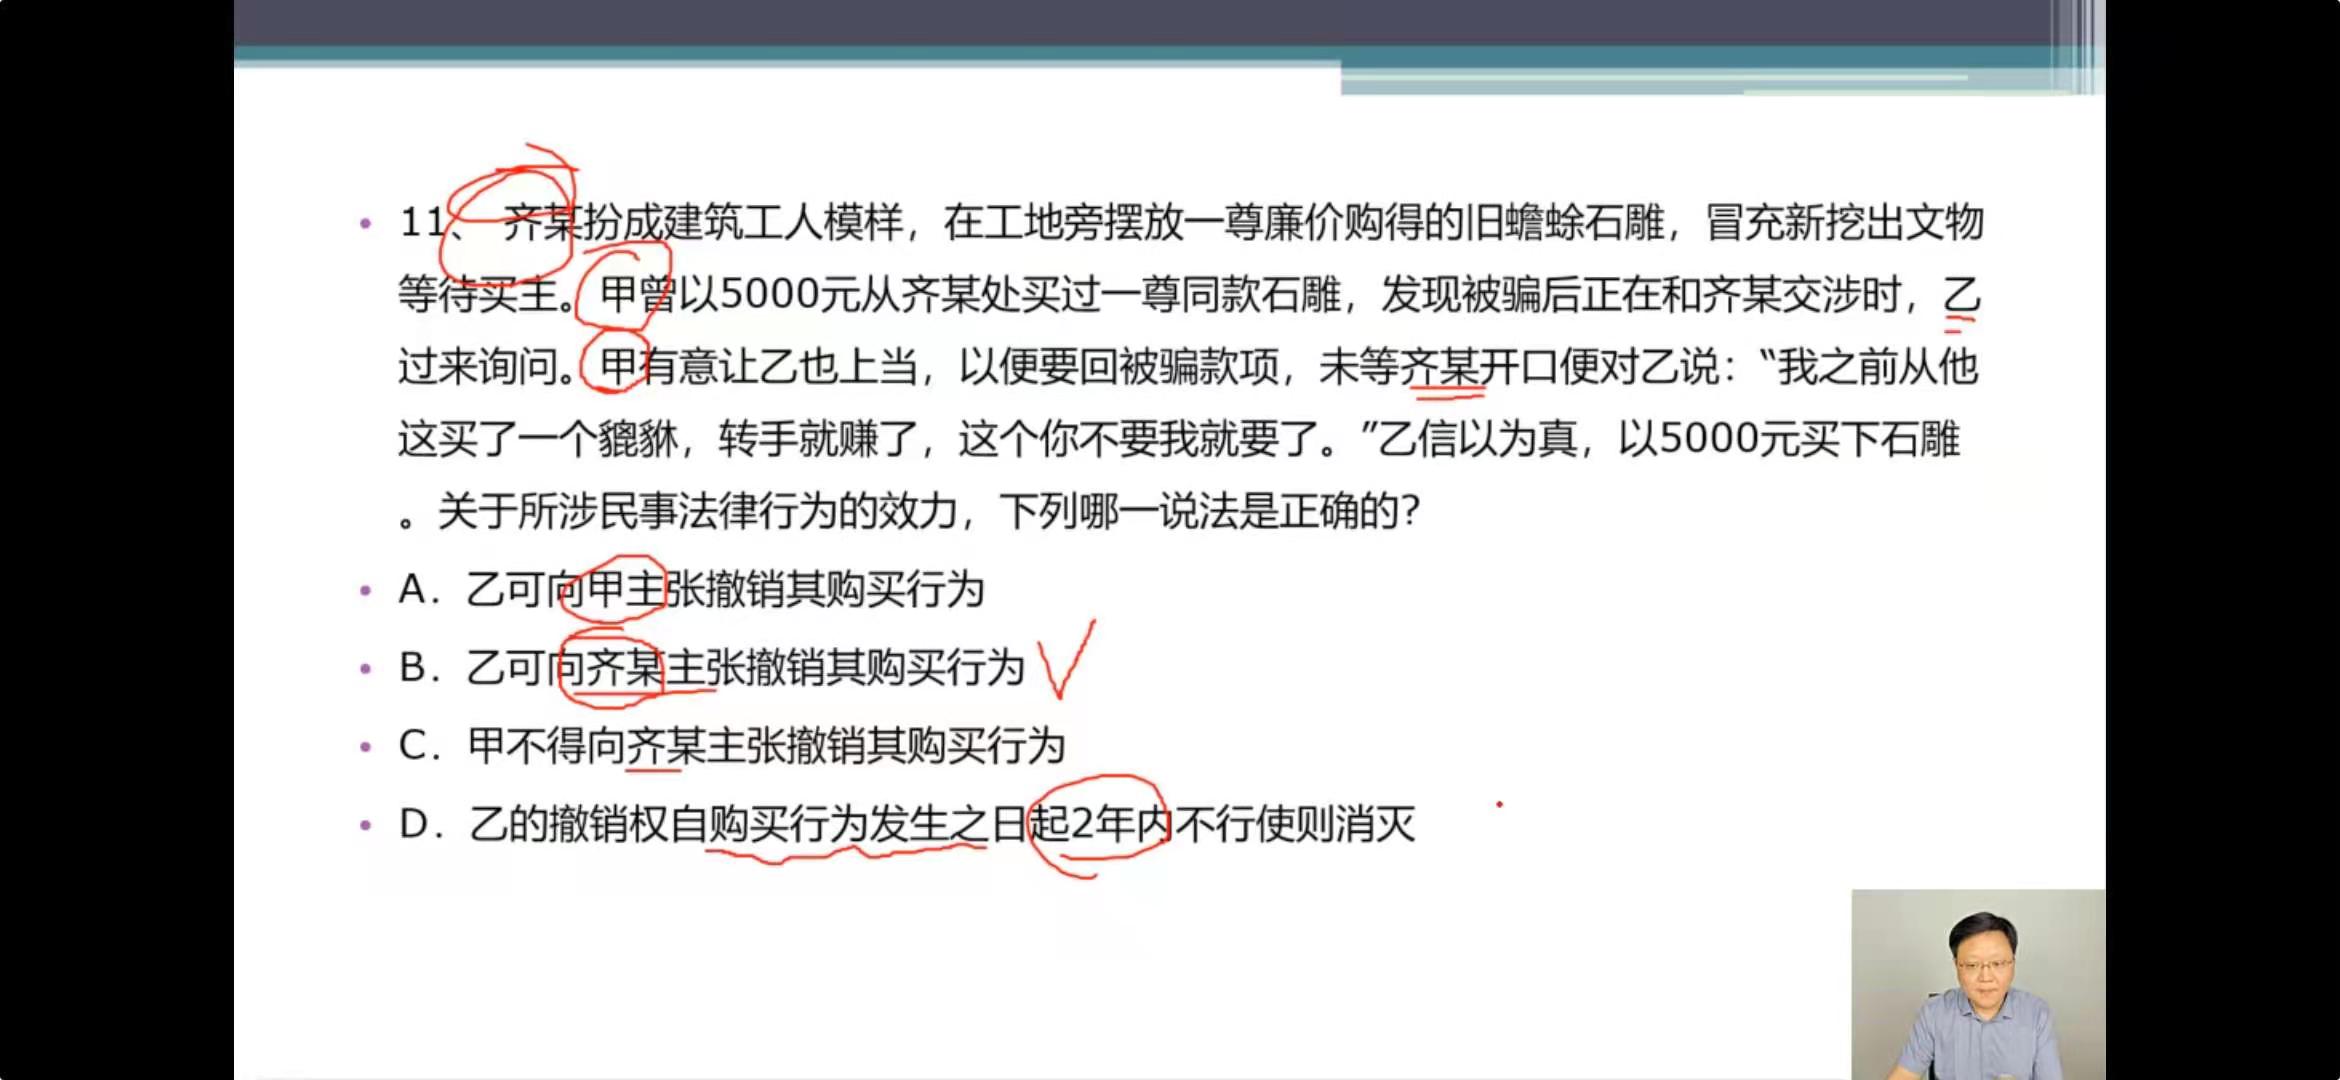 11、齐某扮成建筑工人模样，在工地旁摆放一尊廉价购得的旧蟾蜍石雕，冒充新挖出文物
等待买主。甲曾以5000元从齐某处买过一尊同款石雕，发现被骗后正在和齐某交涉时，乙
过来询问。甲有意让乙也上当，以便要回被骗款项，未等齐某开口便对乙说：“我之前从他
这买了一个貔貅，转手就赚了，这个你不要我就要了。”乙信以为真，以5000元买下石雕
。关于所涉民事法律行为的效力，下列哪一说法是正确的？
A．乙可向甲主张撤销其购买行为
B．乙可向齐某主张撤销其购买行为
C．甲不得向齐某主张撤销其购买行为
D．乙的撤销权自购买行为发生之日起2年内不行使则消灭